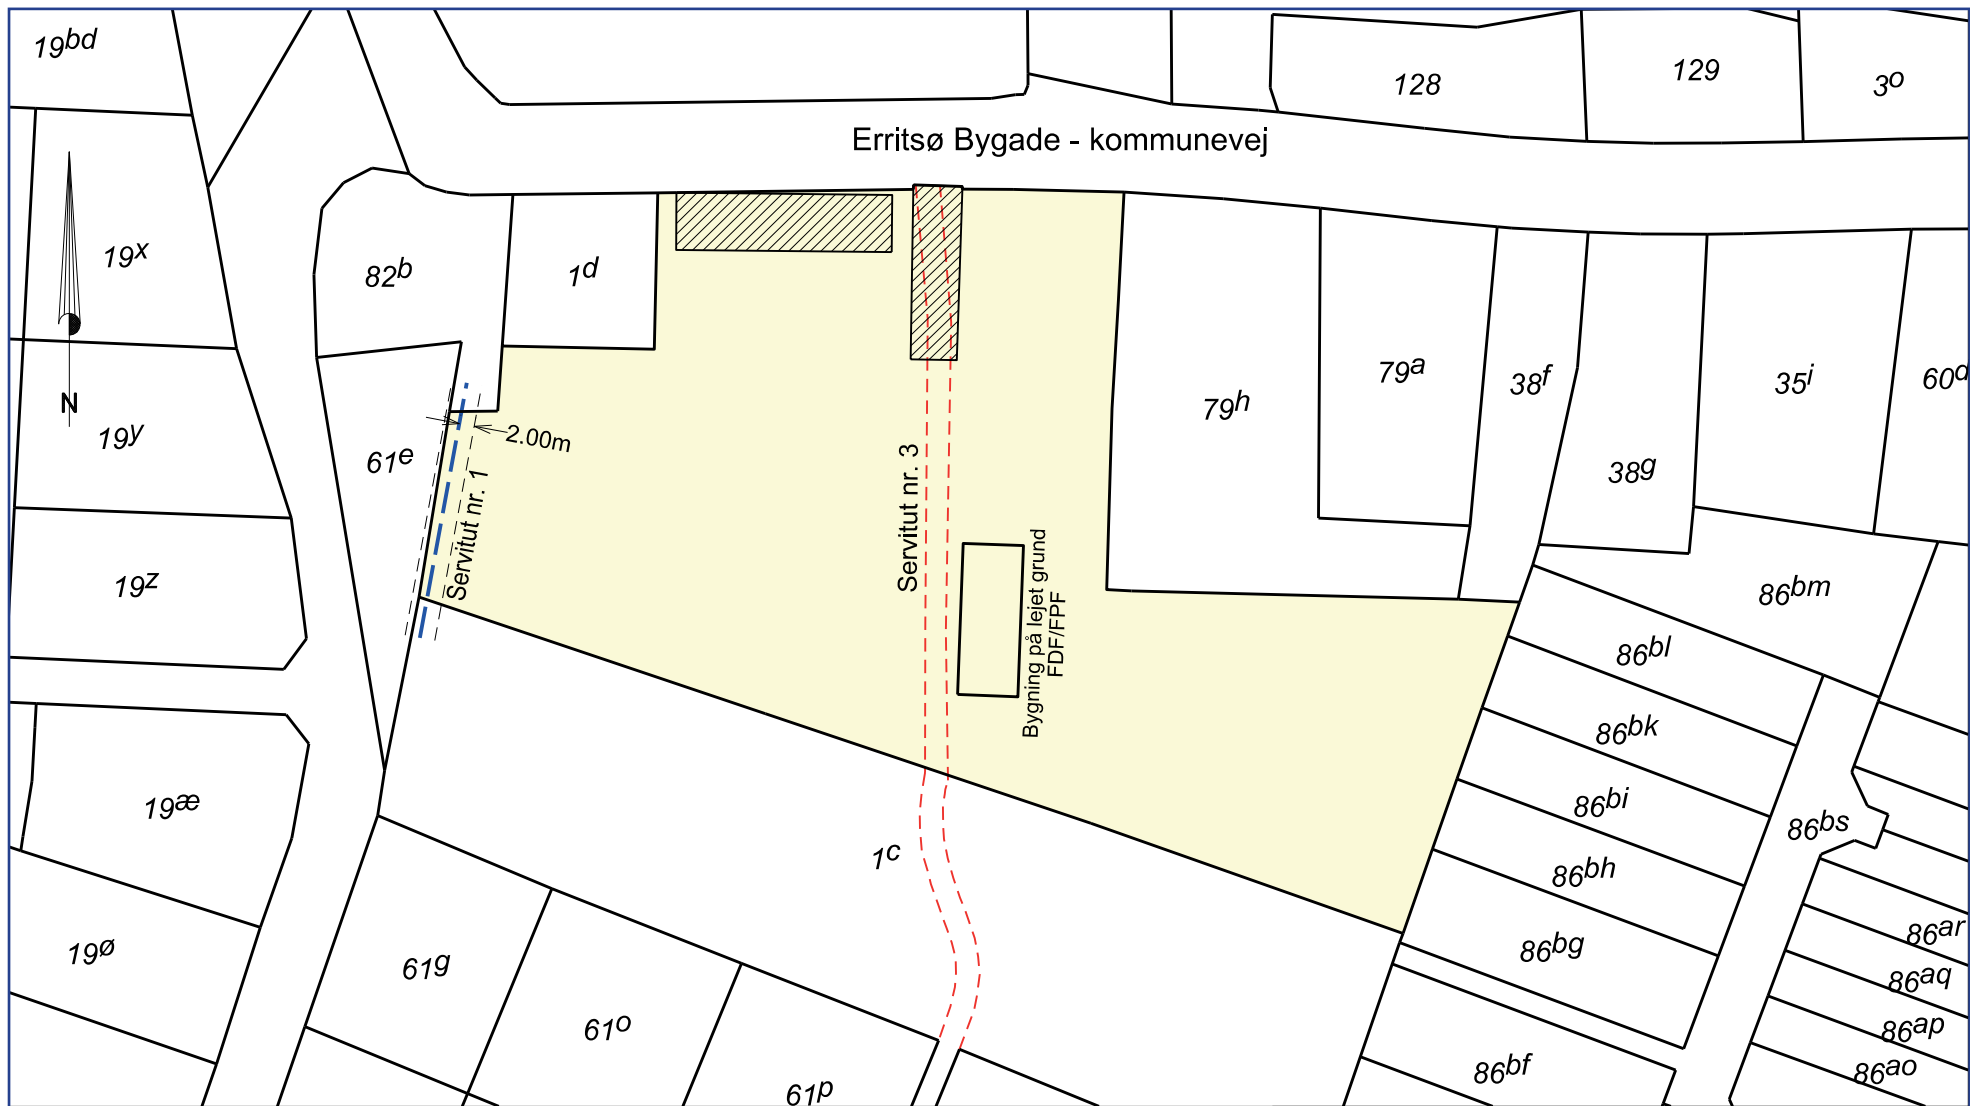 19bd
128
129
3o
Erritsø Bygade - kommunevej
19x
82b
1d
79h
79a
38f
35i
60d
N
19y
61e
2.00m
Servitut nr. 1
Servitut nr. 3
38g
19z
Bygning på lejet grund
FDF/FPF
86bm
86bl
86bk
86bi
86bs
19æ
1c
86bh
86bg
86ar
86aq
19ø
61g
61o
86ap
86bf
86ao
61p